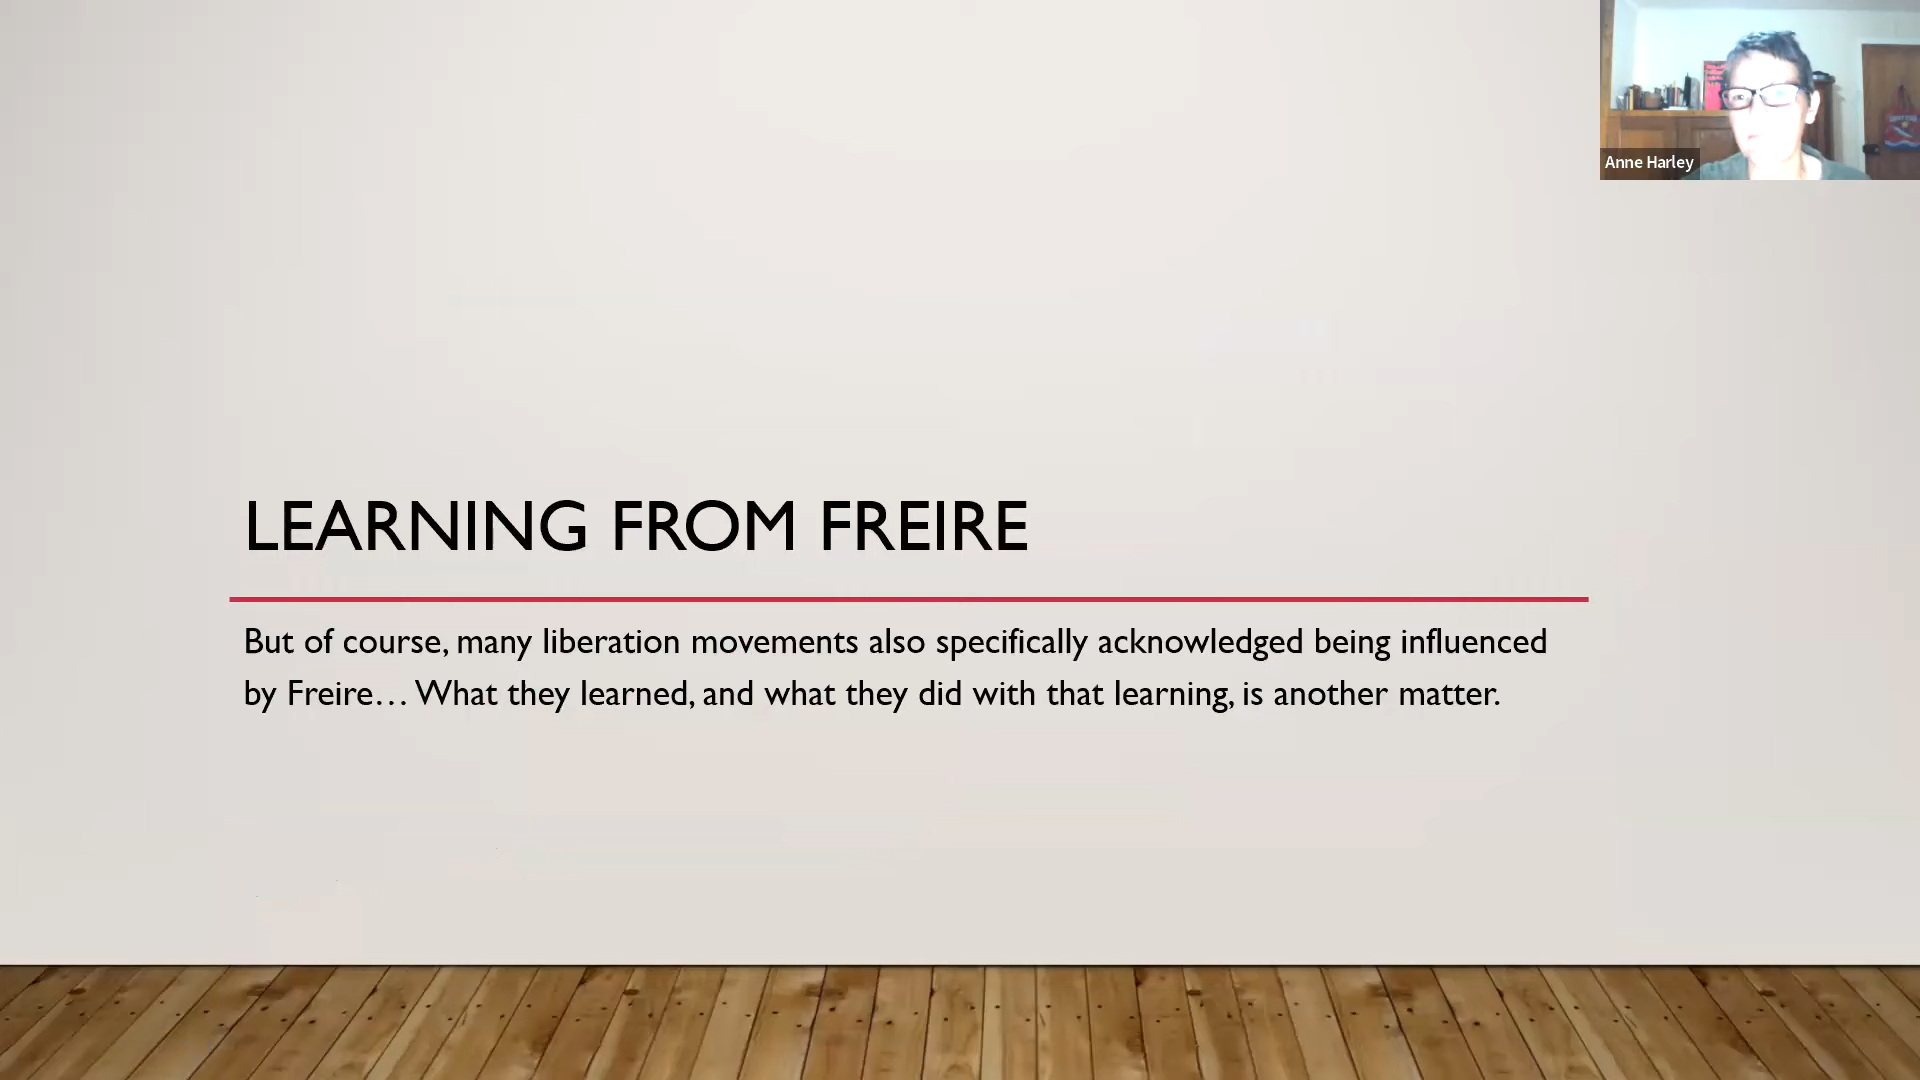 Anne Harley
LEARNING FROM FREIRE
But of course, many liberation movements also specifically acknowledged being influenced
by Freire… What they learned, and what they did with that learning, is another matter.